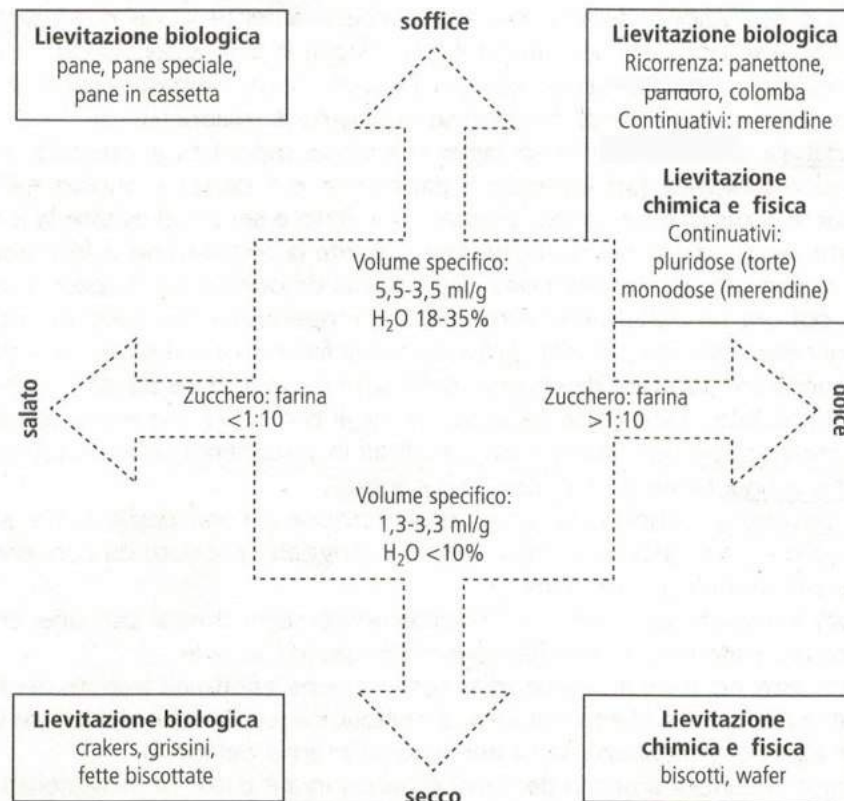 soffice
Lievitazione biologica
pane, pane speciale,
pane in cassetta
Lievitazione biologica
Ricorrenza: panettone,
pandoro, colomba
Continuativi: merendine
Lievitazione
chimica e fisica
Continuativi:
pluridose (torte)
monodose (merendine)
Volume specifico:
5,5-3,5 ml/g
H₂O 18-35%
salato
Zucchero: farina
<1:10
Zucchero: farina
>1:10
dolce
Volume specifico:
1,3-3,3 ml/g
H₂O <10%
Lievitazione biologica
crakers, grissini,
fette biscottate
Lievitazione
chimica e fisica
biscotti, wafer
secco